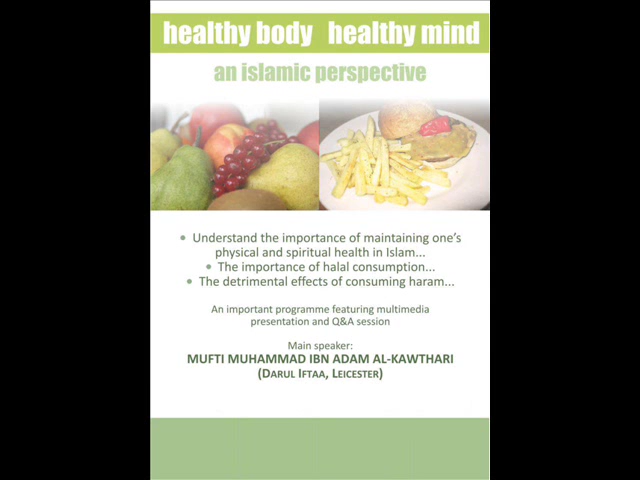 healthy body healthy mind
an islamic perspective
• Understand the importance of maintaining one's
physical and spiritual health in Islam...
• The importance of halal consumption...
• The detrimental effects of consuming haram...
An important programme featuring multimedia
presentation and Q&A session
Main speaker:
MUFTI MUHAMMAD IBN ADAM AL-KAWTHARI
(DARUL IFTAA, LEICESTER)